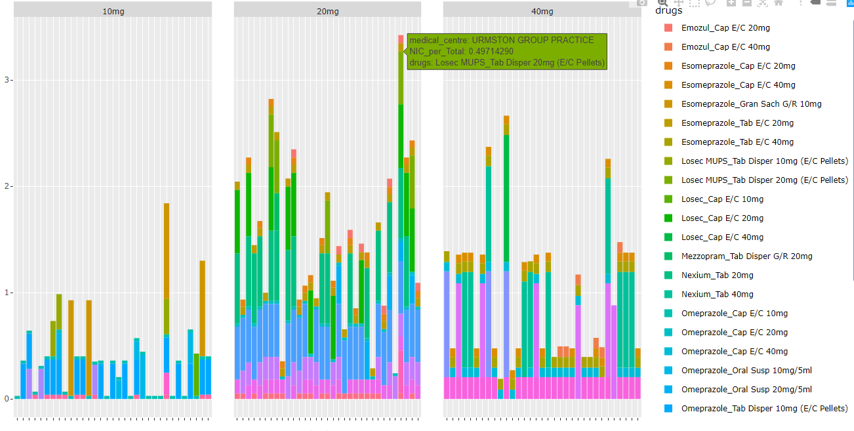 10mg
20mg
40mg
drugs
medical_centre: URMSTON GROUP PRACTICE
NIC_per_Total: 0.49714290
drugs: Losec MUPS_Tab Disper 20mg (E/C Pellets)
3
2
1
0
Emozul_Cap E/C 20mg
Emozul_Cap E/C 40mg
Esomeprazole_Cap E/C 20mg
Esomeprazole_Cap E/C 40mg
Esomeprazole_Gran Sach G/R 10mg
Esomeprazole_Tab E/C 20mg
Esomeprazole_Tab E/C 40mg
Losec MUPS_Tab Disper 10mg (E/C Pellets)
Losec MUPS_Tab Disper 20mg (E/C Pellets)
Losec_Cap E/C 10mg
Losec_Cap E/C 20mg
Losec_Cap E/C 40mg
Mezzopram_Tab Disper G/R 20mg
Nexium_Tab 20mg
Nexium_Tab 40mg
Omeprazole_Cap E/C 10mg
Omeprazole_Cap E/C 20mg
Omeprazole_Cap E/C 40mg
Omeprazole_Oral Susp 10mg/5ml
Omeprazole_Oral Susp 20mg/5ml
Omeprazole_Tab Disper 10mg (E/C Pellets)